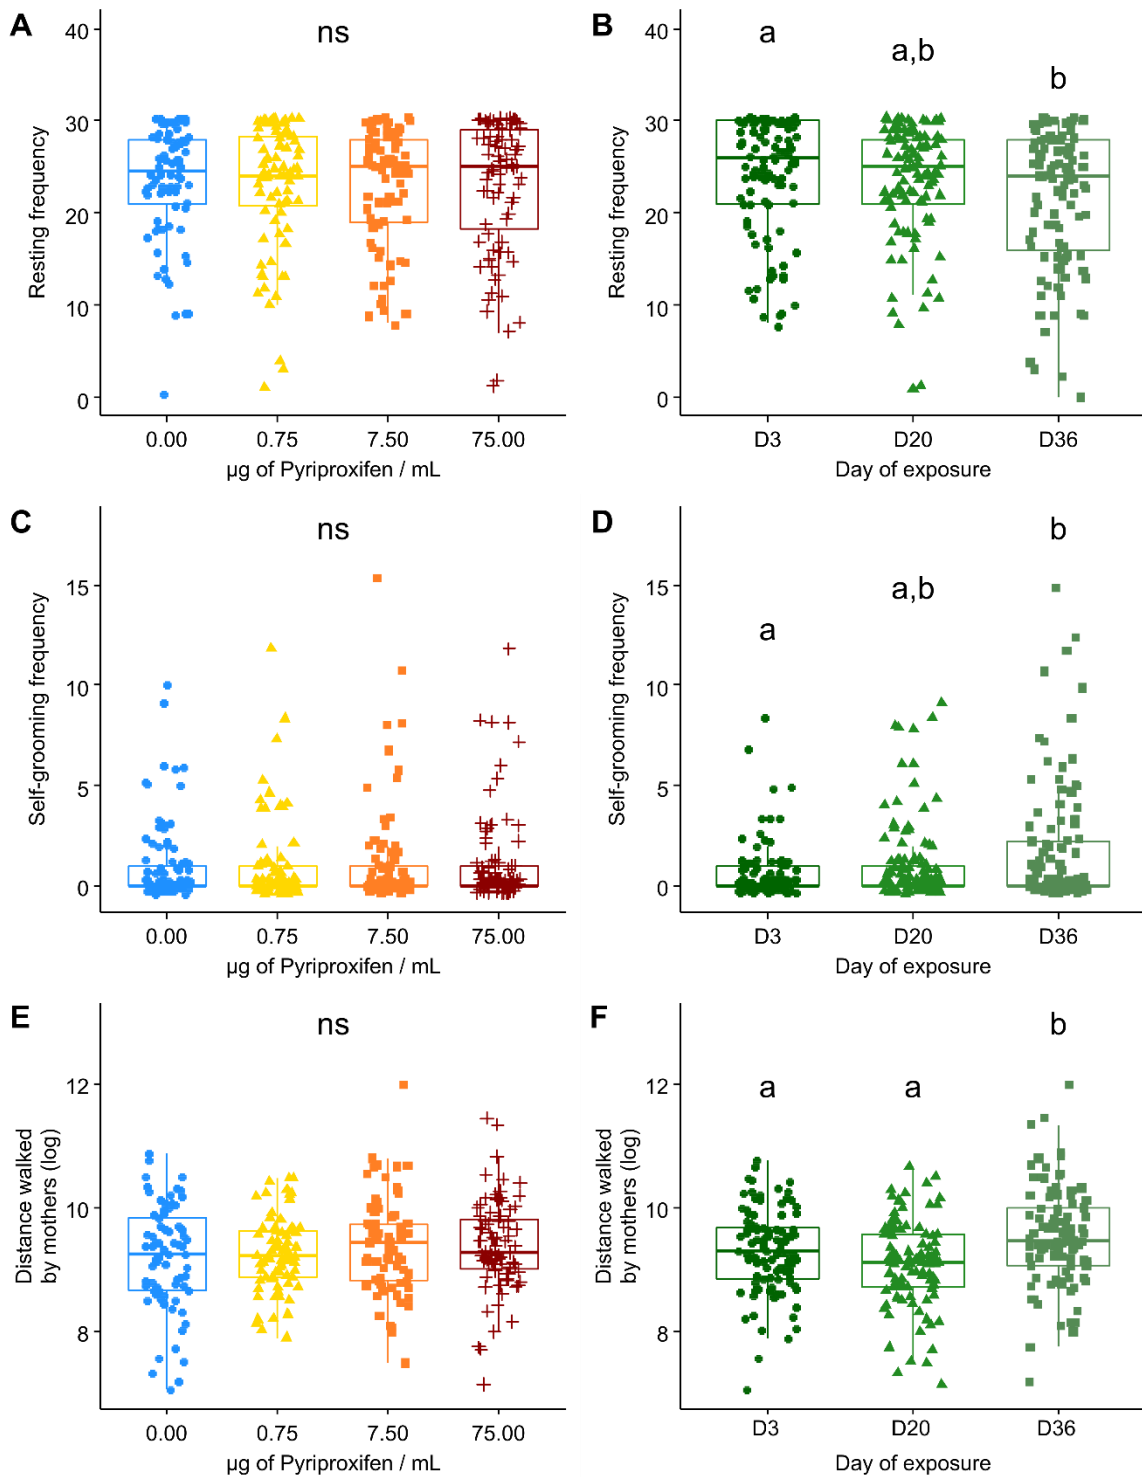 A
ns
Resting frequency
40
30
20
10
0
0.00 0.75 7.50 75.00
µg of Pyriproxifen / mL
B
a
a,b
b
Resting frequency
40
30
20
10
0
D3 D20 D36
Day of exposure
C
ns
Self-grooming frequency
15
10
5
0
0.00 0.75 7.50 75.00
µg of Pyriproxifen / mL
D
a
a,b
b
Self-grooming frequency
15
10
5
0
D3 D20 D36
Day of exposure
E
ns
Distance walked
by mothers (log)
12
10
8
0.00 0.75 7.50 75.00
µg of Pyriproxifen / mL
F
a
a
b
Distance walked
by mothers (log)
12
10
8
D3 D20 D36
Day of exposure